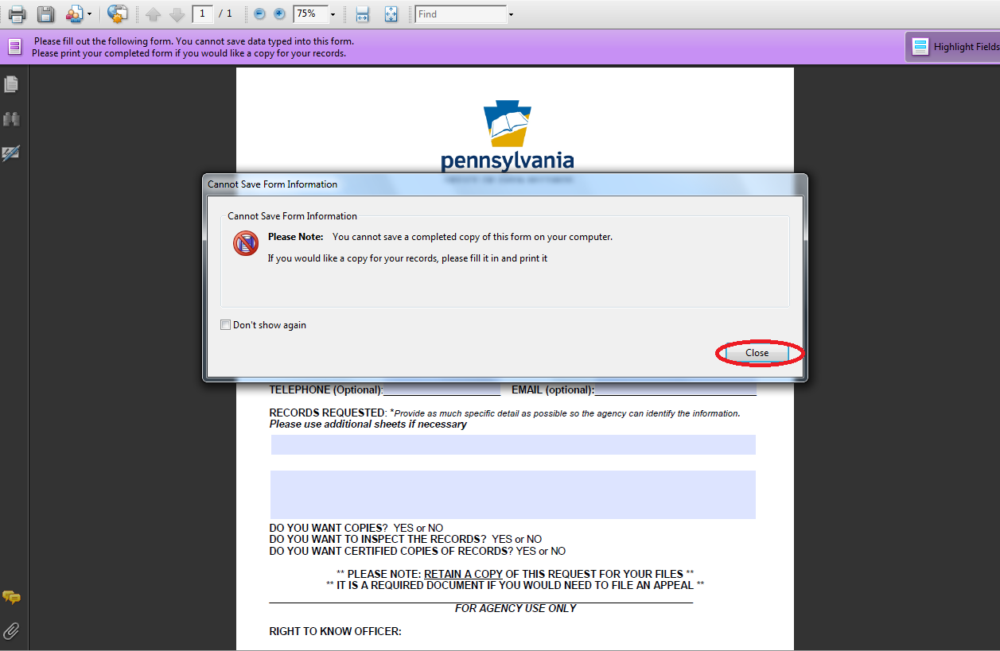 1 / 1
75%
Find
Please fill out the following form. You cannot save data typed into this form.
Please print your completed form if you would like a copy for your records.
Highlight Fields
pennsylvania
Cannot Save Form Information
Cannot Save Form Information
Please Note: You cannot save a completed copy of this form on your computer.
If you would like a copy for your records, please fill it in and print it
Don't show again
Close
TELEPHONE (Optional): EMAIL (optional):
RECORDS REQUESTED: *Provide as much specific detail as possible so the agency can identify the information.
Please use additional sheets if necessary
DO YOU WANT COPIES? YES or NO
DO YOU WANT TO INSPECT THE RECORDS? YES or NO
DO YOU WANT CERTIFIED COPIES OF RECORDS? YES or NO
** PLEASE NOTE: RETAIN A COPY OF THIS REQUEST FOR YOUR FILES **
** IT IS A REQUIRED DOCUMENT IF YOU WOULD NEED TO FILE AN APPEAL **
FOR AGENCY USE ONLY
RIGHT TO KNOW OFFICER: